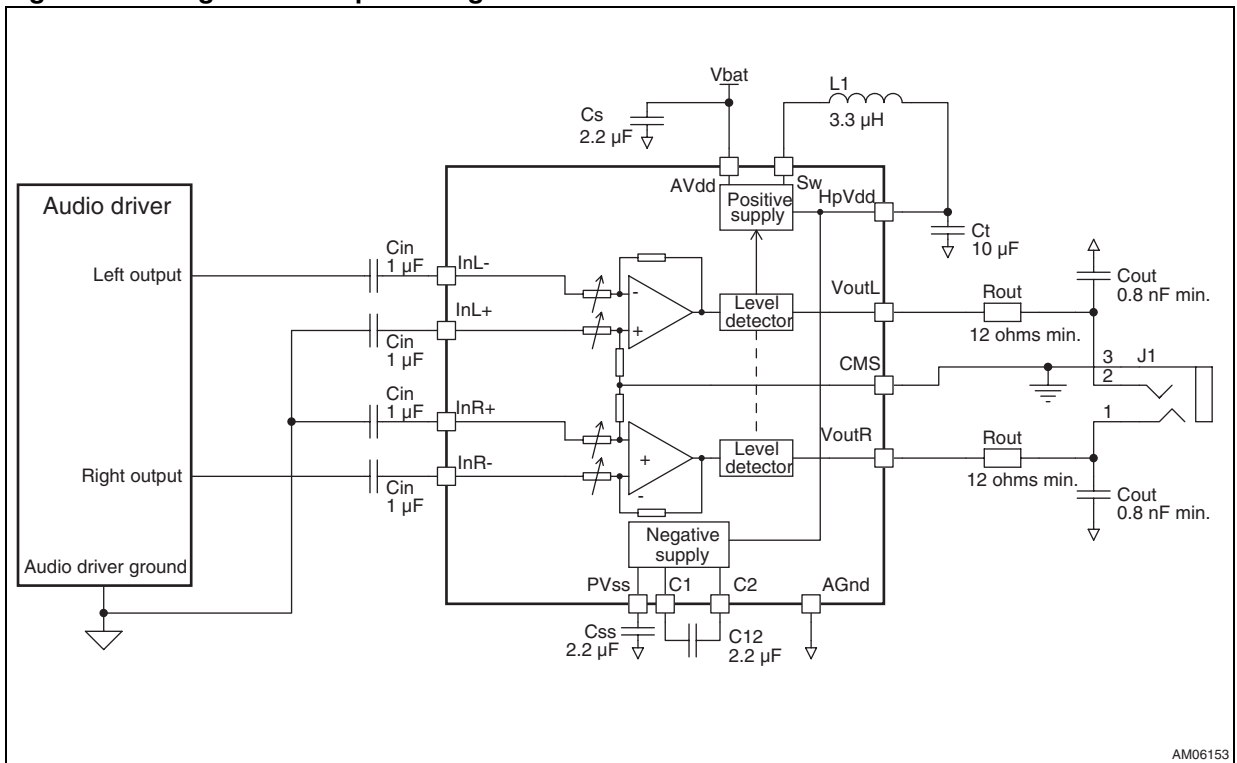 Vbat
L1
3.3 µH
Cs
2.2 µF
AVdd
Sw
HpVdd
Positive
supply
Ct
10 µF
Audio driver
Left output
Cin
1 µF
InL-
-
Level
detector
VoutL
Rout
12 ohms min.
Cout
0.8 nF min.
Cin
1 µF
InL+
+
CMS
3
J1
2
Cin
1 µF
InR+
+
Level
detector
VoutR
1
Rout
12 ohms min.
Right output
Cin
1 µF
InR-
-
Cout
0.8 nF min.
Audio driver ground
Negative
supply
PVss
C1
C2
AGnd
Css
2.2 µF
C12
2.2 µF
AM06153